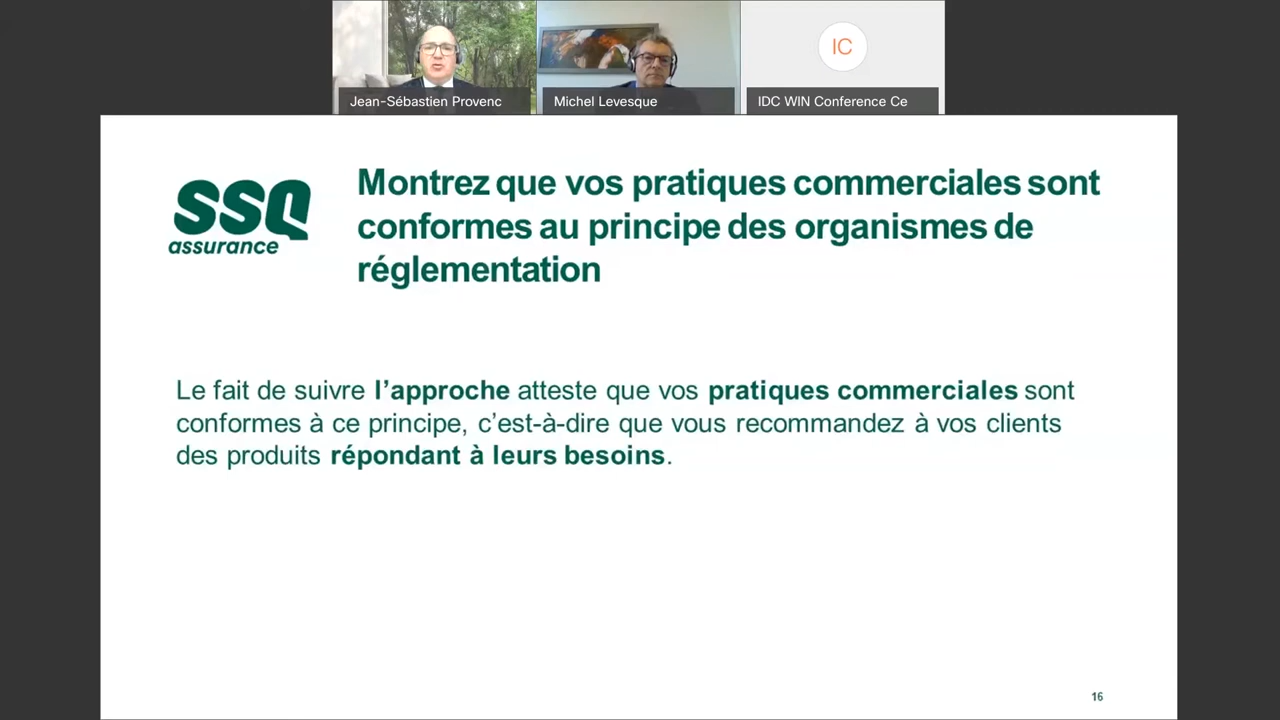 Jean-Sébastien Provenc
Michel Levesque
IC
IDC WIN Conference Ce
SSQ
assurance
Montrez que vos pratiques commerciales sont
conformes au principe des organismes de
réglementation
Le fait de suivre l’approche atteste que vos pratiques commerciales sont
conformes à ce principe, c’est-à-dire que vous recommandez à vos clients
des produits répondant à leurs besoins.
16